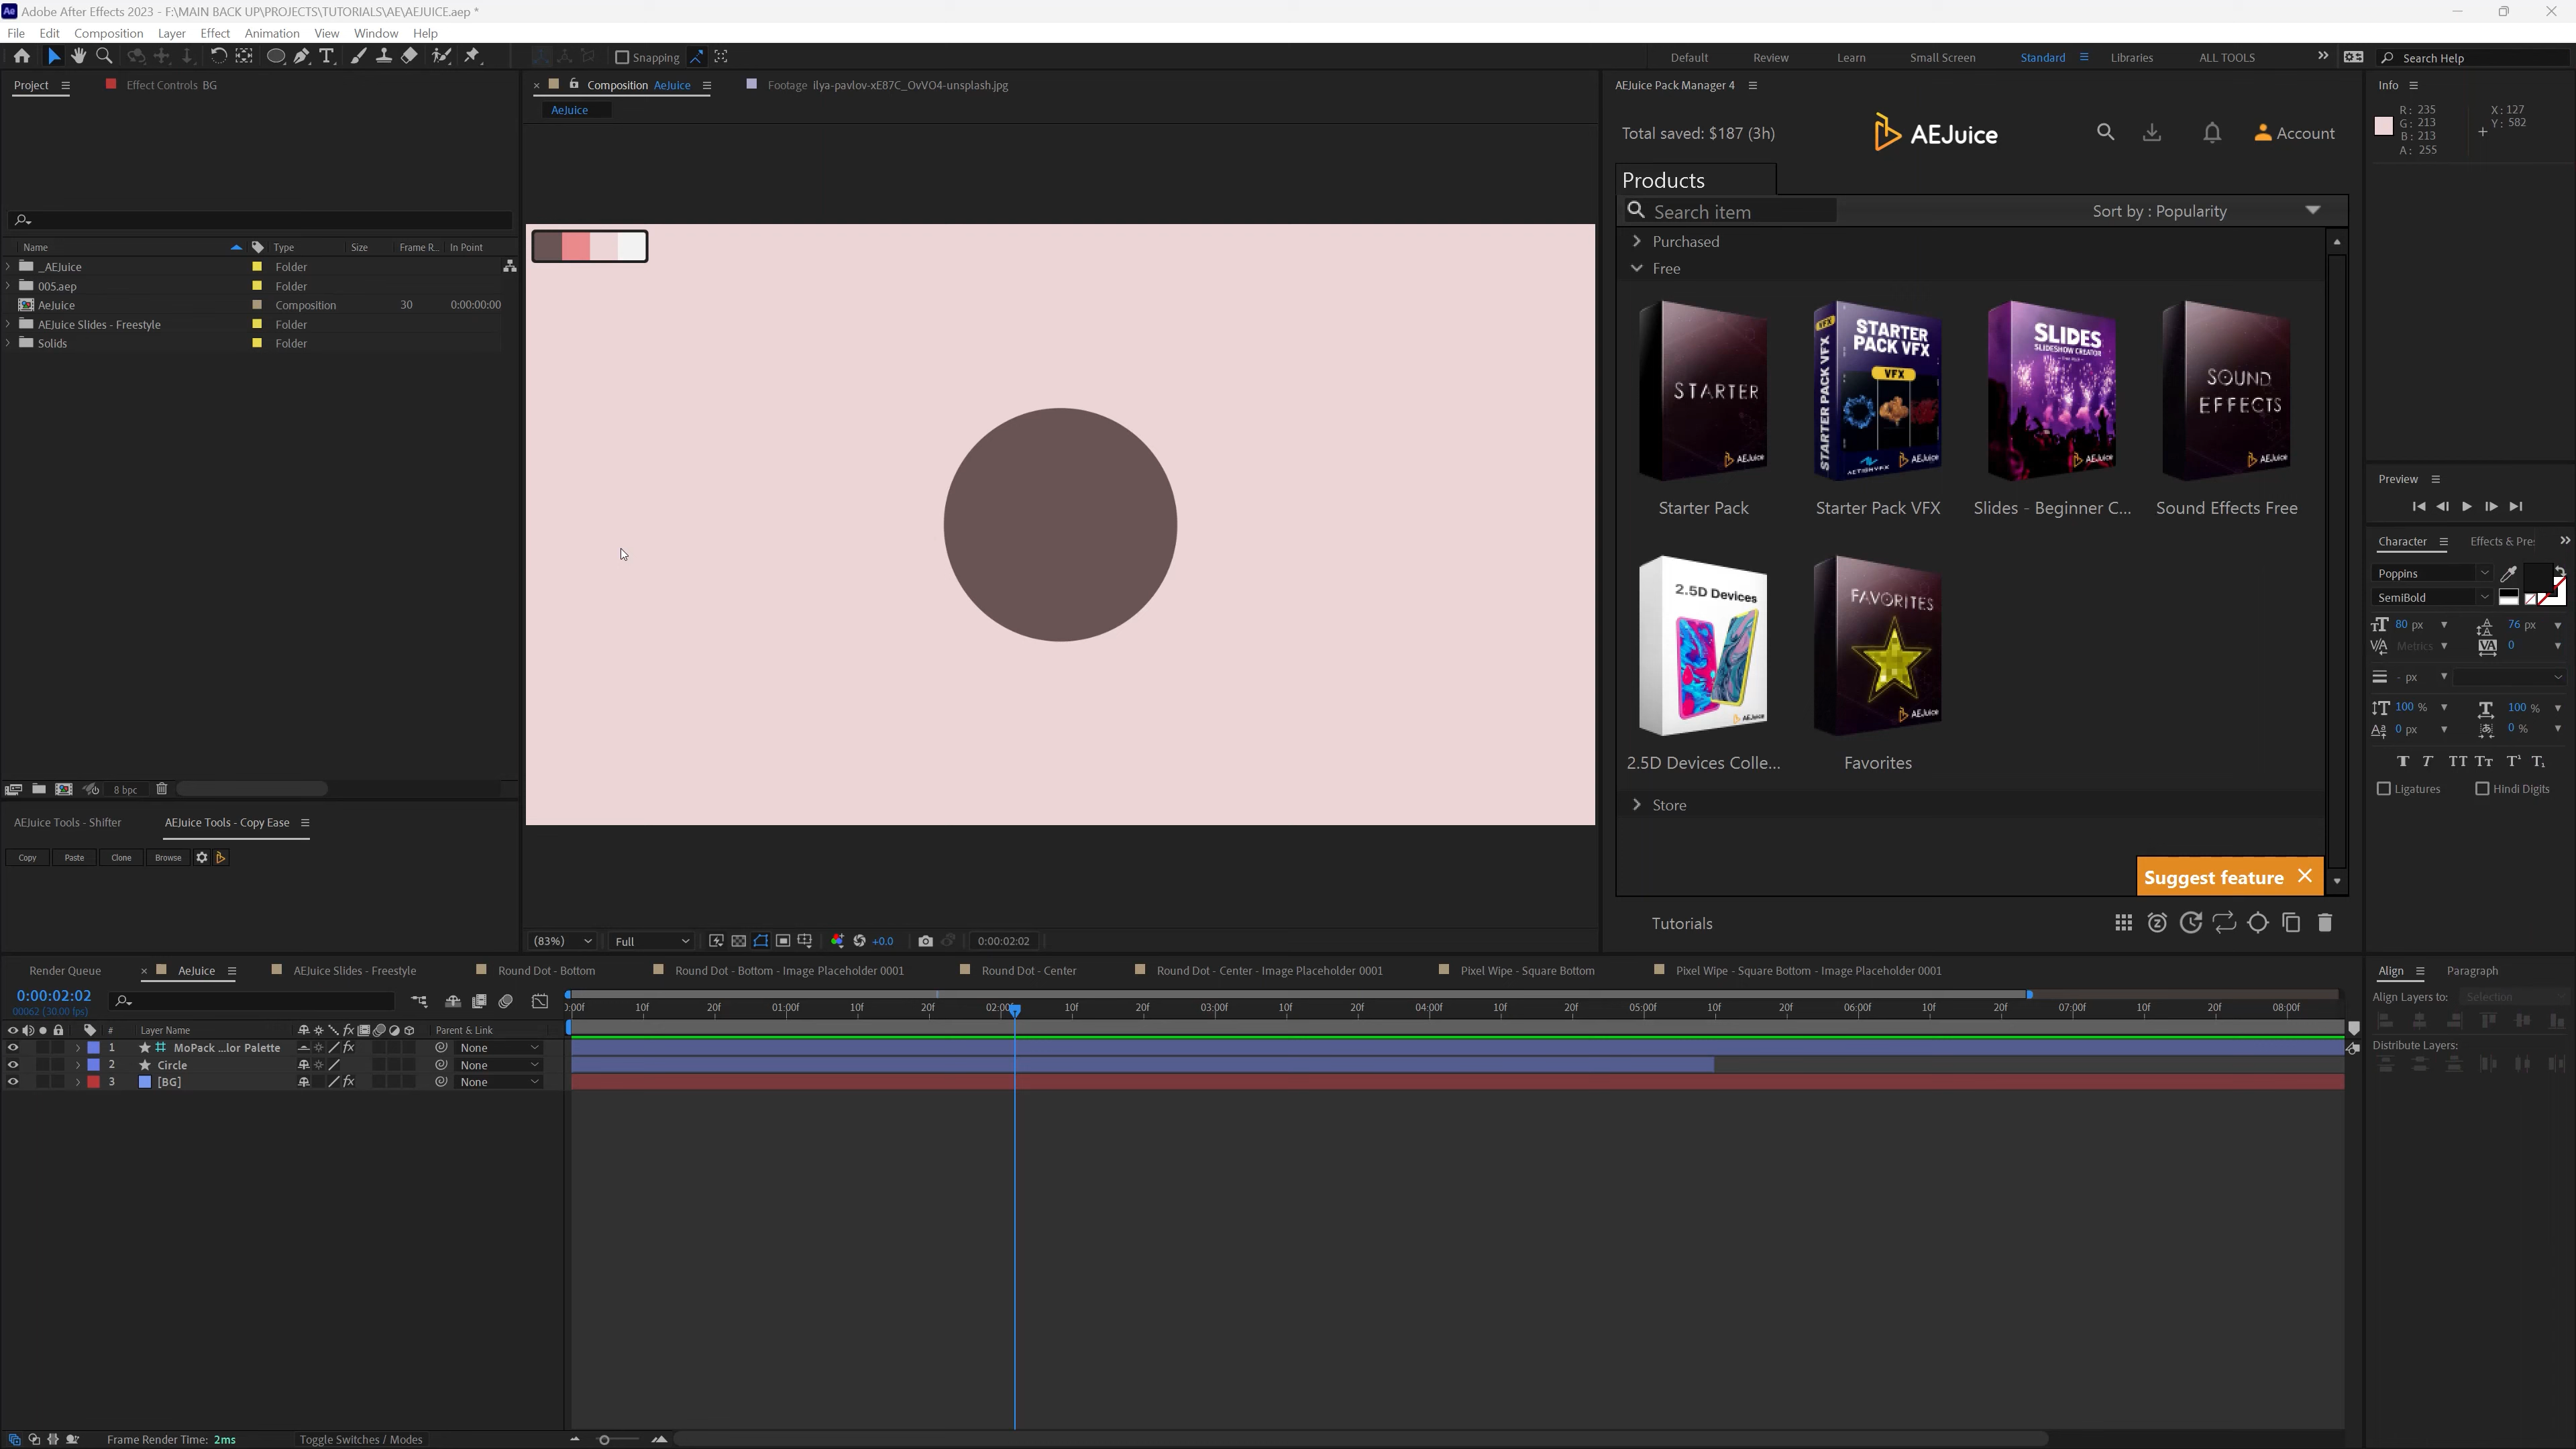 Adobe After Effects 2023 - F:\MAIN BACK UP\PROJECTS\TUTORIALS\AE\AEJUICE.aep *
File Edit Composition Layer Effect Animation View Window Help
Snapping Default Review Learn Small Screen Standard Libraries ALL TOOLS Search Help
Project Effect Controls BG
Composition AeJuice Footage ilya-pavlov-xE87C_OvVO4-unsplash.jpg
AeJuice
Name Type Size Frame R... In Point
_AEJuice Folder
005.aep Folder
AeJuice Composition 30 0:00:00:00
AEJuice Slides - Freestyle Folder
Solids Folder
8 bpc
AEJuice Tools - Shifter AEJuice Tools - Copy Ease
Copy Paste Clone Browse
(83%) Full +0.0 0:00:02:02
AEJuice Pack Manager 4
Total saved: $187 (3h) AEJuice Account
Products
Search item Sort by : Popularity
Purchased
Free
STARTER
AEJuice
STARTER PACK VFX
STARTER
PACK VFX
VFX
AEJuice
SLIDES
SLIDESHOW CREATOR
AEJuice
SOUND
EFFECTS
AEJuice
Starter Pack Starter Pack VFX Slides - Beginner C... Sound Effects Free
2.5D Devices
AEJuice
FAVORITES
AEJuice
2.5D Devices Colle... Favorites
Store
Suggest feature
Tutorials
Info
R: 235 X: 127
G: 213 Y: 582
B: 213
A: 255
Preview
Character Effects & Pre
Poppins
SemiBold
80 px 76 px
Metrics 0
- px
100 % 100 %
0 px 0 %
Ligatures Hindi Digits
Align Paragraph
Align Layers to: Selection
Distribute Layers:
Render Queue AeJuice AEJuice Slides - Freestyle Round Dot - Bottom Round Dot - Bottom - Image Placeholder 0001 Round Dot - Center Round Dot - Center - Image Placeholder 0001 Pixel Wipe - Square Bottom Pixel Wipe - Square Bottom - Image Placeholder 0001
0:00:02:02
00062 (30.00 fps)
):00f 10f 20f 01:00f 10f 20f 02:00f 10f 20f 03:00f 10f 20f 04:00f 10f 20f 05:00f 10f 20f 06:00f 10f 20f 07:00f 10f 20f 08:00f
# Layer Name Parent & Link
1 MoPack ...lor Palette None
2 Circle None
3 [BG] None
Frame Render Time: 2ms Toggle Switches / Modes